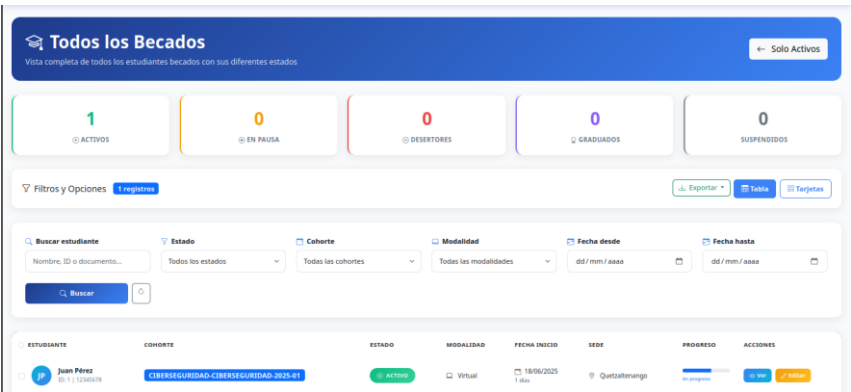 Todos los Becados
Vista completa de todos los estudiantes becados con sus diferentes estados
← Solo Activos
1 0 0 0 0
ACTIVOS EN PAUSA DESERTORES GRADUADOS SUSPENDIDOS
Filtros y Opciones 1 registros Exportar Tabla Tarjetas
Buscar estudiante Estado Cohorte Modalidad Fecha desde Fecha hasta
Nombre, ID o documento... Todos los estados Todas las cohortes Todas las modalidades dd/mm/aaaa dd/mm/aaaa
Buscar
ESTUDIANTE COHORTE ESTADO MODALIDAD FECHA INICIO SEDE PROGRESO ACCIONES
JP Juan Pérez CIBERSEGURIDAD-CIBERSEGURIDAD-2025-01 ACTIVO Virtual 18/06/2025 Quetzaltenango Ver Editar
ID: 1 | 12345678 1 días en progreso